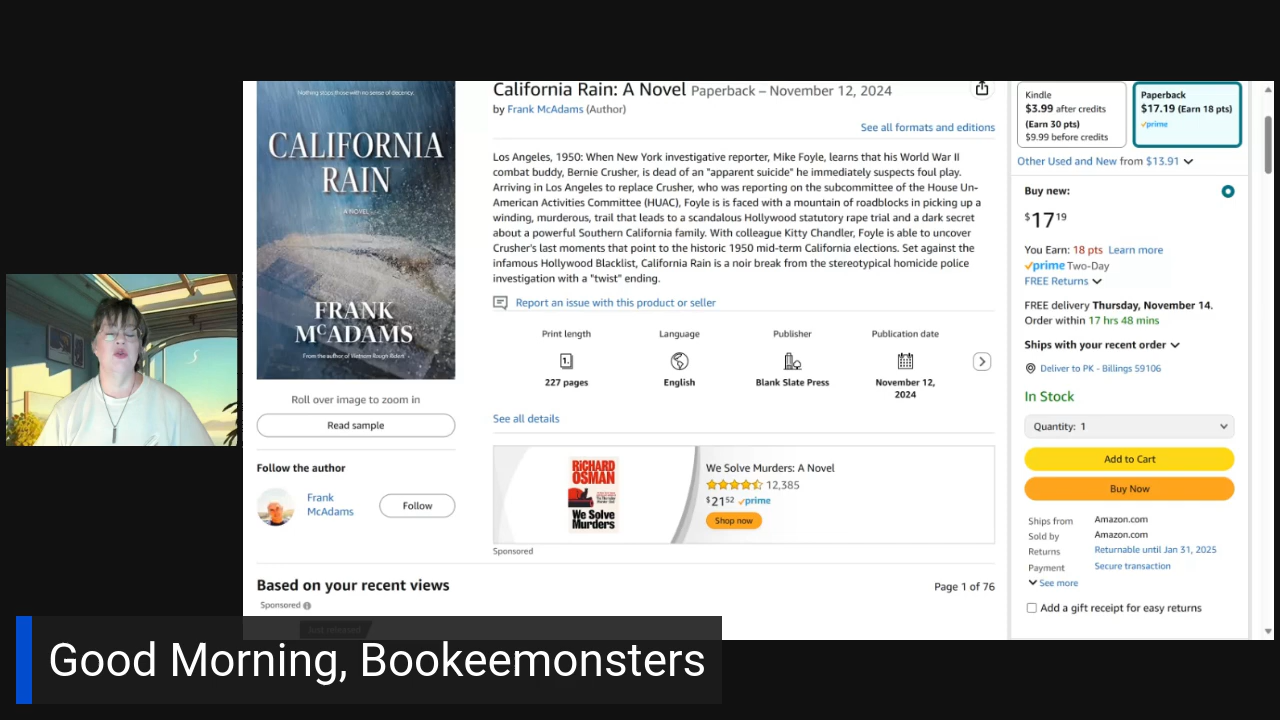 "Nothing stops those with no sense of decency."
CALIFORNIA
RAIN
A NOVEL
FRANK
MCADAMS
From the author of Vietnam Rough Riders
Roll over image to zoom in
Read sample
Follow the author
Frank
McAdams
Follow
California Rain: A Novel Paperback – November 12, 2024
by Frank McAdams (Author)
See all formats and editions
Los Angeles, 1950: When New York investigative reporter, Mike Foyle, learns that his World War II
combat buddy, Bernie Crusher, is dead of an "apparent suicide" he immediately suspects foul play.
Arriving in Los Angeles to replace Crusher, who was reporting on the subcommittee of the House Un-
American Activities Committee (HUAC), Foyle is is faced with a mountain of roadblocks in picking up a
winding, murderous, trail that leads to a scandalous Hollywood statutory rape trial and a dark secret
about a powerful Southern California family. With colleague Kitty Chandler, Foyle is able to uncover
Crusher's last moments that point to the historic 1950 mid-term California elections. Set against the
infamous Hollywood Blacklist, California Rain is a noir break from the stereotypical homicide police
investigation with a "twist" ending.
Report an issue with this product or seller
Print length
227 pages
Language
English
Publisher
Blank Slate Press
Publication date
November 12,
2024
See all details
RICHARD
OSMAN
We Solve
Murders
We Solve Murders: A Novel
12,385
$21 52 prime
Shop now
Sponsored
Based on your recent views
Page 1 of 76
Sponsored
Kindle
$3.99 after credits
(Earn 30 pts)
$9.99 before credits
Paperback
$17.19 (Earn 18 pts)
prime
Other Used and New from $13.91
Buy new:
$17 19
You Earn: 18 pts Learn more
prime Two-Day
FREE Returns
FREE delivery Thursday, November 14.
Order within 17 hrs 48 mins
Ships with your recent order
Deliver to PK - Billings 59106
In Stock
Quantity: 1
Add to Cart
Buy Now
Ships from Amazon.com
Sold by Amazon.com
Returns Returnable until Jan 31, 2025
Payment Secure transaction
See more
Add a gift receipt for easy returns
Good Morning, Bookeemonsters